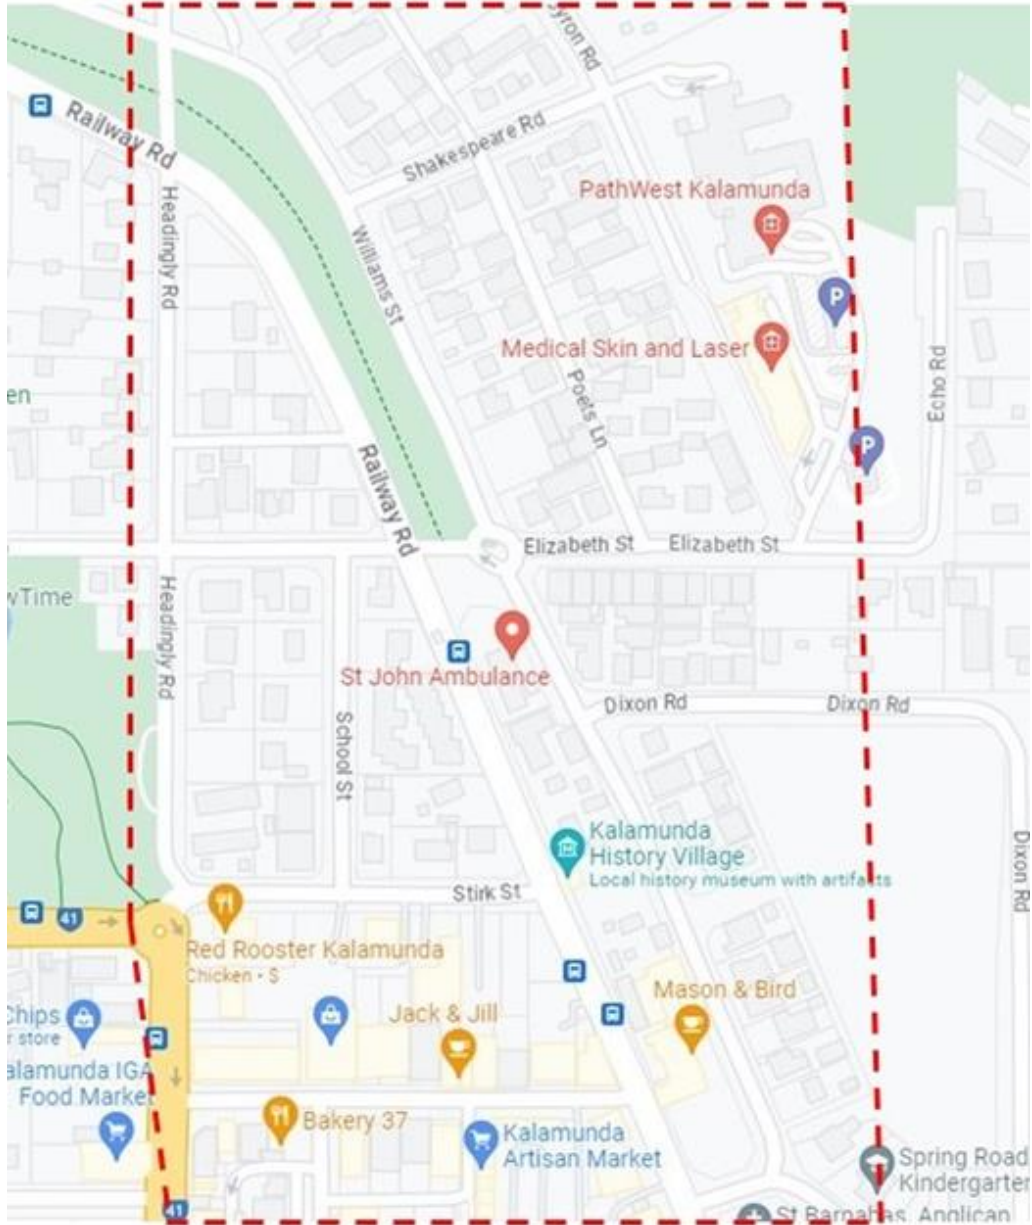 yron Rd
Railway Rd
Shakespeare Rd
PathWest Kalamunda
Headingly Rd
Williams St
P
Medical Skin and Laser
Echo Rd
en
Poets Ln
P
Railway Rd
Elizabeth St
Elizabeth St
wTime
Headingly Rd
St John Ambulance
Dixon Rd
Dixon Rd
School St
Kalamunda
History Village
Local history museum with artifacts
Dixon Rd
Stirk St
41
Red Rooster Kalamunda
Chicken • $
Mason & Bird
Chips
r store
Jack & Jill
alamunda IGA
Food Market
Bakery 37
Kalamunda
Artisan Market
Spring Road
Kindergarten
41
St Barnabas, Anglican